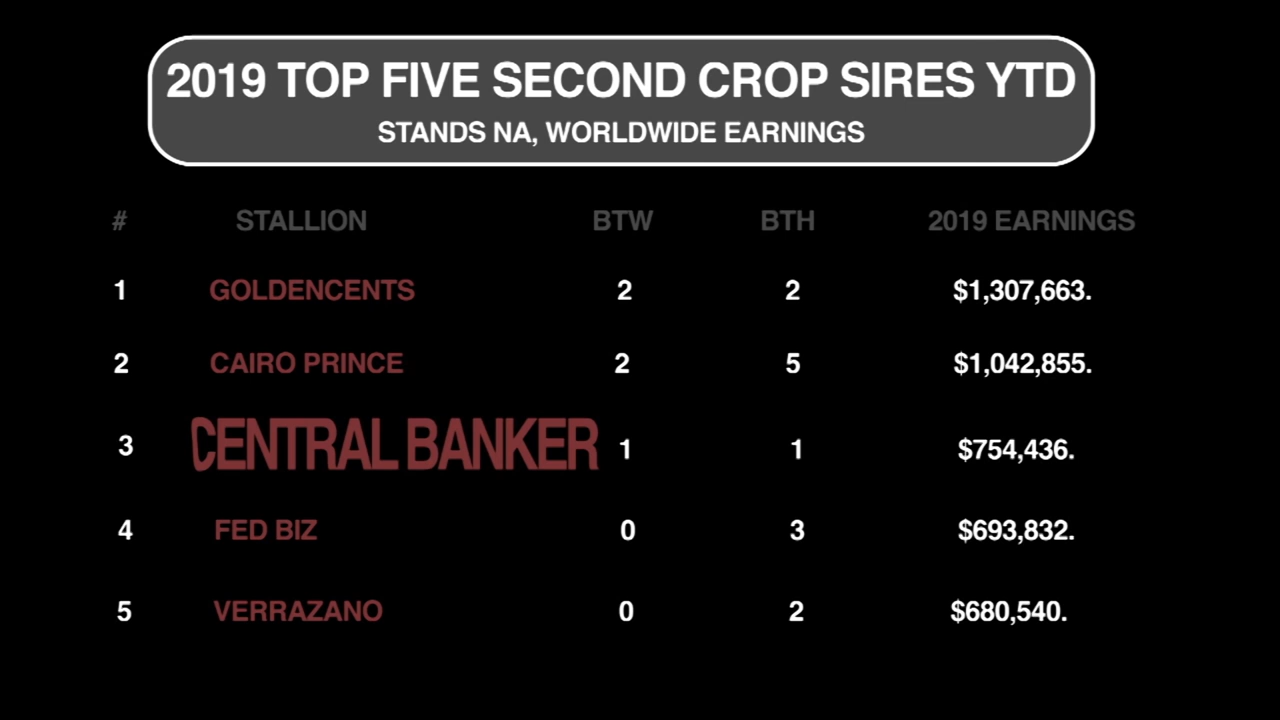 2019 TOP FIVE SECOND CROP SIRES YTD
STANDS NA, WORLDWIDE EARNINGS
# STALLION BTW BTH 2019 EARNINGS
1 GOLDENCENTS 2 2 $1,307,663.
2 CAIRO PRINCE 2 5 $1,042,855.
3 CENTRAL BANKER 1 1 $754,436.
4 FED BIZ 0 3 $693,832.
5 VERRAZANO 0 2 $680,540.